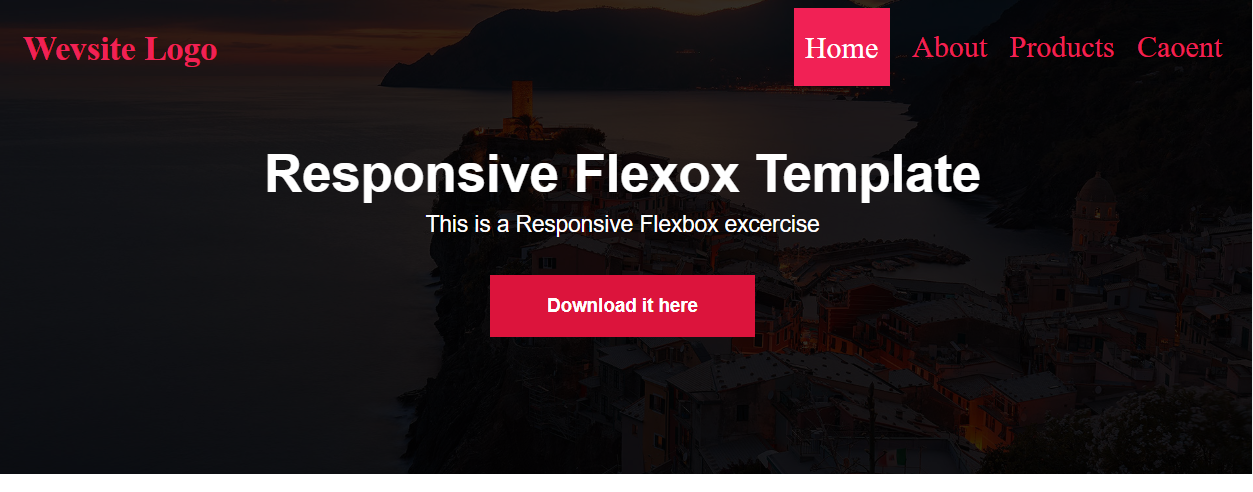 Wevsite Logo
Home About Products Caoent
Responsive Flexox Template
This is a Responsive Flexbox excercise
Download it here